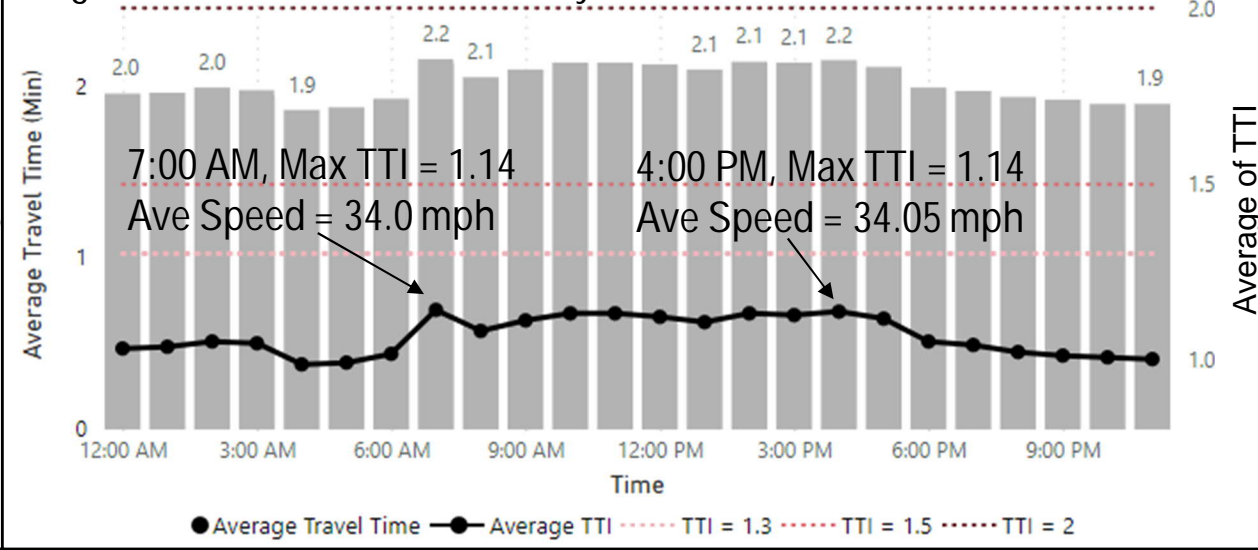 2.0
2.0 2.0 1.9 2.2 2.1 2.1 2.1 2.1 2.2 1.9
Average Travel Time (Min)
2
1
0
7:00 AM, Max TTI = 1.14
Ave Speed = 34.0 mph
4:00 PM, Max TTI = 1.14
Ave Speed = 34.05 mph
1.5
1.0
Average of TTI
12:00 AM 3:00 AM 6:00 AM 9:00 AM 12:00 PM 3:00 PM 6:00 PM 9:00 PM
Time
Average Travel Time Average TTI TTI = 1.3 TTI = 1.5 TTI = 2